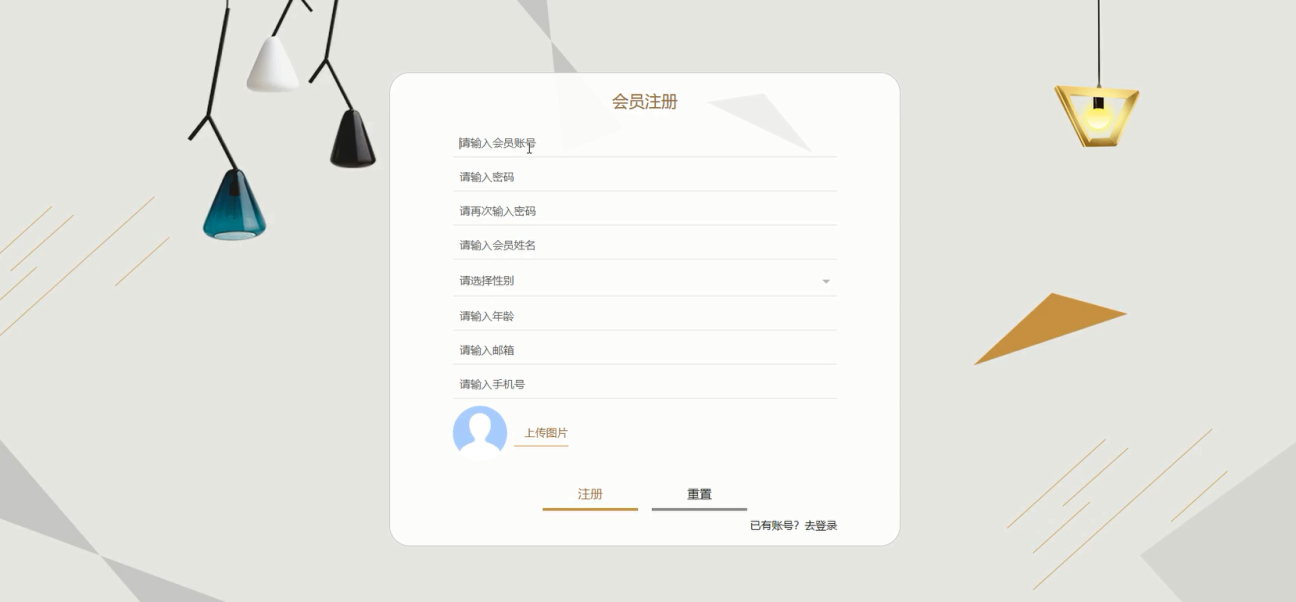 会员注册
请输入会员账号
请输入密码
请再次输入密码
请输入会员姓名
请选择性别
请输入年龄
请输入邮箱
请输入手机号
上传图片
注册 重置
已有账号？去登录